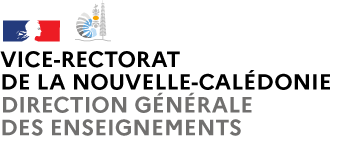 VICE-RECTORAT
DE LA NOUVELLE-CALÉDONIE
DIRECTION GÉNÉRALE
DES ENSEIGNEMENTS